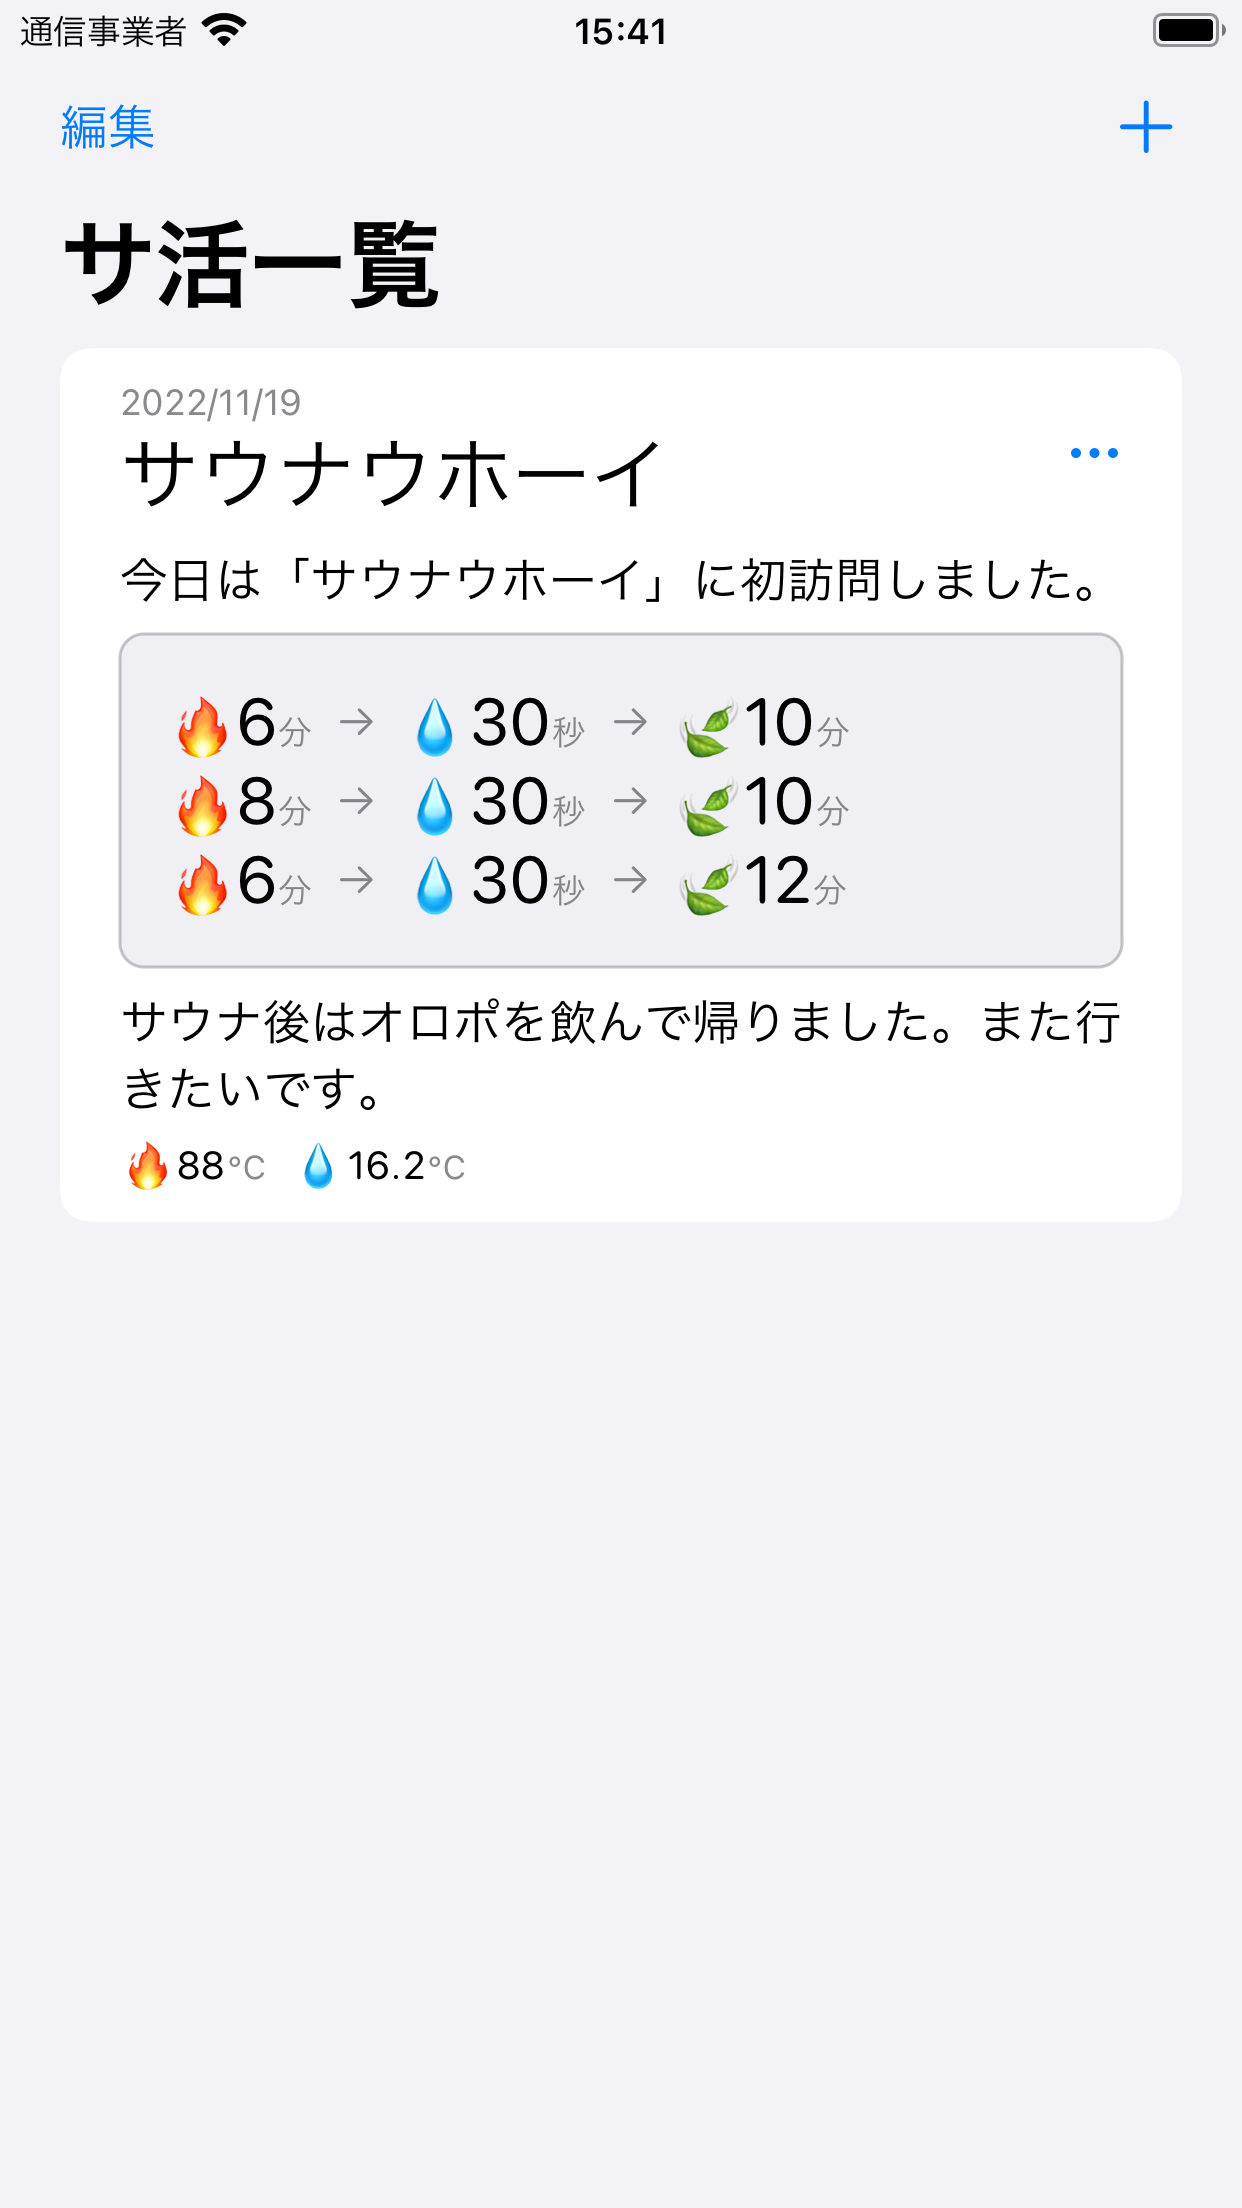 通信事業者 15:41
編集
サ活一覧
2022/11/19
サウナウホーイ
今日は「サウナウホーイ」に初訪問しました。
🔥6分 → 💧30秒 → 🍃10分
🔥8分 → 💧30秒 → 🍃10分
🔥6分 → 💧30秒 → 🍃12分
サウナ後はオロポを飲んで帰りました。また行
きたいです。
🔥88℃ 💧16.2℃